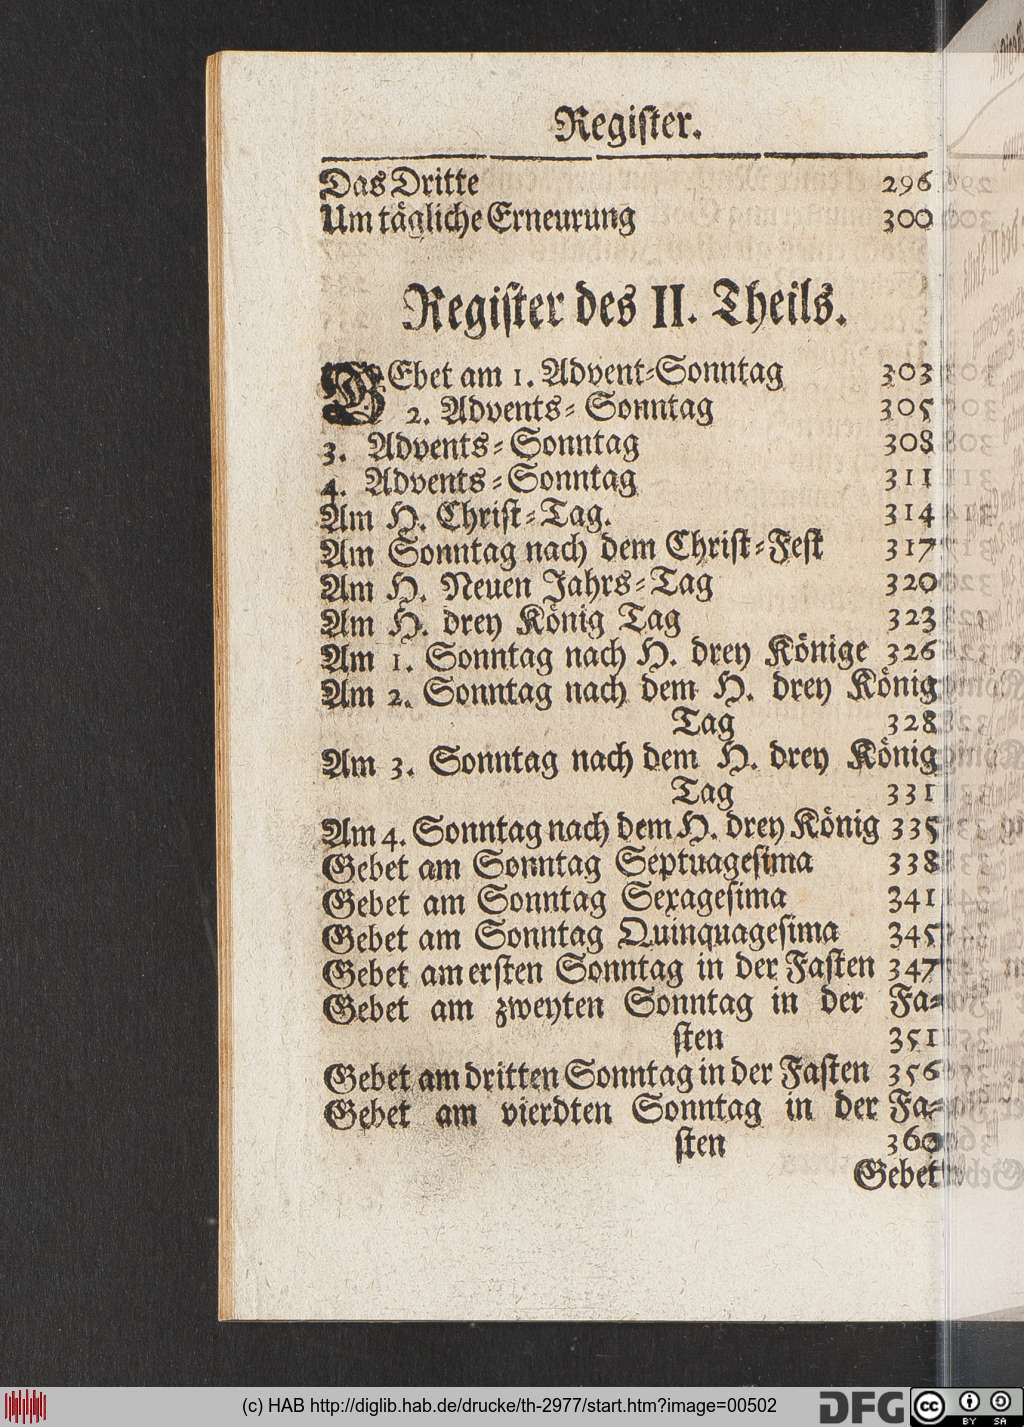 Regiſter.
Das Dritte 296
Um tägliche Erneurung 300
Regiſter des II. Theils.
GEbet am 1. Advent-Sonntag 303
2. Advents-Sonntag 305
3. Advents-Sonntag 308
4. Advents-Sonntag 311
Am H. Chriſt-Tag. 314
Am Sonntag nach dem Chriſt-Feſt 317
Am H. Neuen Jahrs-Tag 320
Am H. drey König Tag 323
Am 1. Sonntag nach H. drey Könige 326
Am 2. Sonntag nach dem H. drey König
Tag 328
Am 3. Sonntag nach dem H. drey König
Tag 331
Am 4. Sonntag nach dem H. drey König 335
Gebet am Sonntag Septuageſima 338
Gebet am Sonntag Sexageſima 341
Gebet am Sonntag Quinquageſima 345
Gebet am erſten Sonntag in der Faſten 347
Gebet am zweyten Sonntag in der Fa-
ſten 351
Gebet am dritten Sonntag in der Faſten 356
Gebet am vierdten Sonntag in der Fa-
ſten 360
Gebet
(c) HAB http://diglib.hab.de/drucke/th-2977/start.htm?image=00502
DFG
cc BY SA